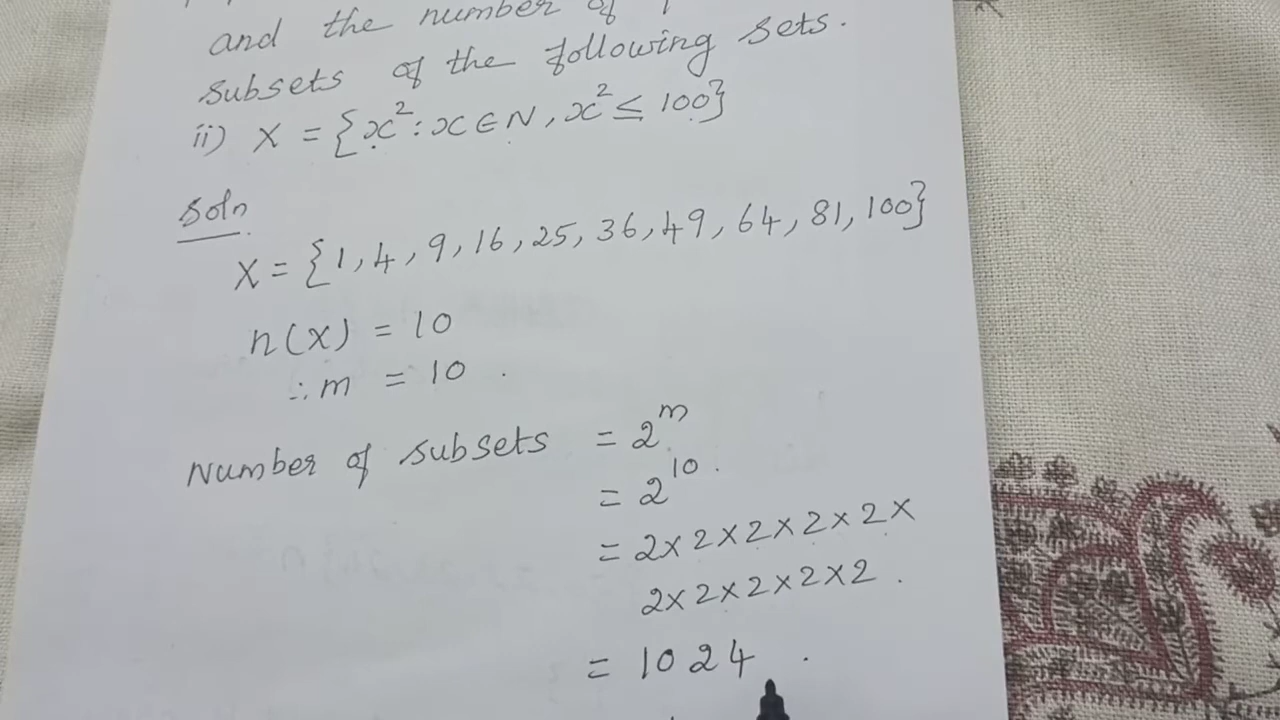 and the number of
subsets of the following sets.
ii) X = {x² : x ∈ N, x² ≤ 100}
Soln
X = {1, 4, 9, 16, 25, 36, 49, 64, 81, 100}
n(X) = 10
∴ m = 10.
Number of subsets = 2^m
= 2^10.
= 2 × 2 × 2 × 2 × 2 ×
2 × 2 × 2 × 2 × 2.
= 1024.